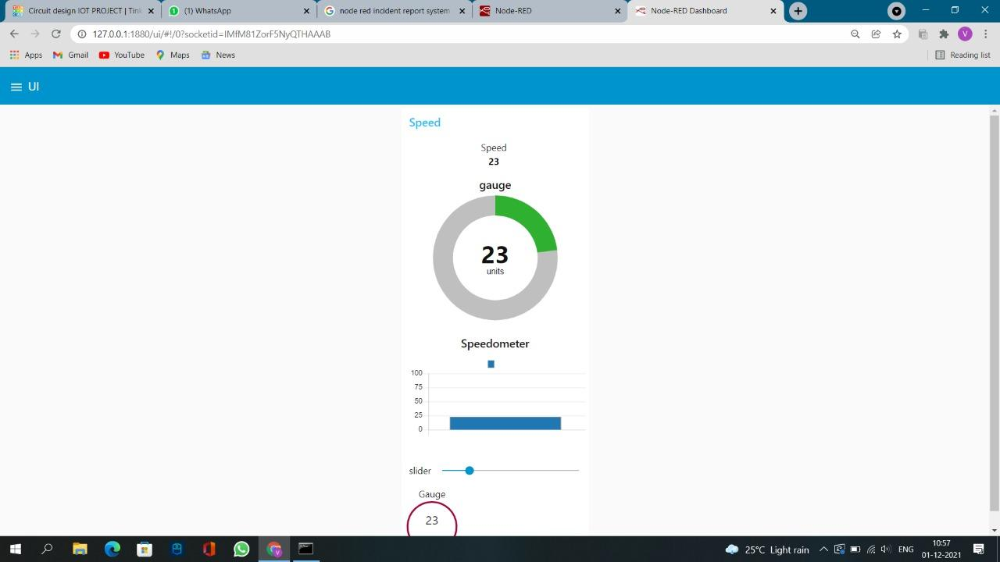 Circuit design IOT PROJECT | Tink
(1) WhatsApp
node red incident report system
Node-RED
Node-RED Dashboard
127.0.0.1:1880/ui/#!/0?socketid=IMfM81ZorF5NyQTHAAAB
V
Apps
Gmail
YouTube
Maps
News
Reading list
UI
Speed
Speed
23
gauge
23
units
Speedometer
100
75
50
25
0
slider
Gauge
23
25°C Light rain
ENG
10:57
01-12-2021